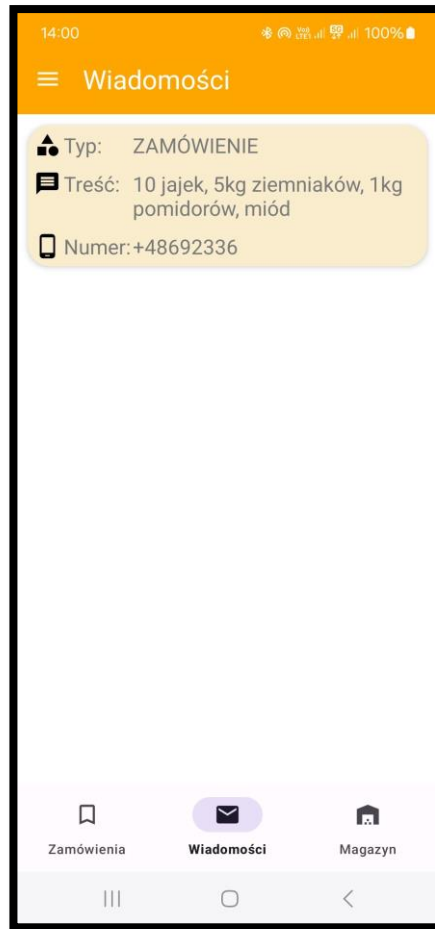 14:00
100%
Wiadomości
Typ: ZAMÓWIENIE
Treść: 10 jajek, 5kg ziemniaków, 1kg
pomidorów, miód
Numer: +48692336
Zamówienia
Wiadomości
Magazyn